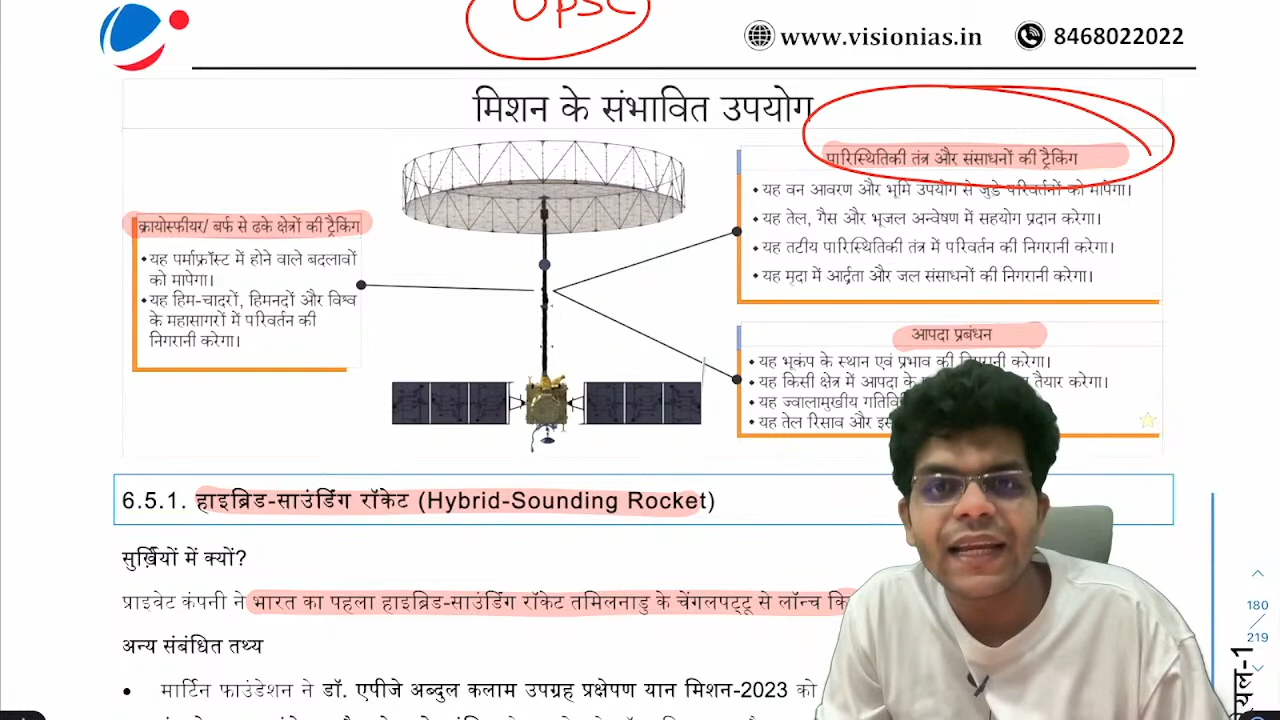 UPSC
www.visionias.in
8468022022
मिशन के संभावित उपयोग
पारिस्थितिकी तंत्र और संसाधनों की ट्रैकिंग
• यह वन आवरण और भूमि उपयोग से जुड़े परिवर्तनों को मापेगा।
• यह तेल, गैस और भूजल अन्वेषण में सहयोग प्रदान करेगा।
• यह तटीय पारिस्थितिकी तंत्र में परिवर्तन की निगरानी करेगा।
• यह मृदा में आर्द्रता और जल संसाधनों की निगरानी करेगा।
क्रायोस्फीयर/ बर्फ से ढके क्षेत्रों की ट्रैकिंग
• यह पर्माफ्रॉस्ट में होने वाले बदलावों
को मापेगा।
• यह हिम-चादरों, हिमनदों और विश्व
के महासागरों में परिवर्तन की
निगरानी करेगा।
आपदा प्रबंधन
• यह भूकंप के स्थान एवं प्रभाव की करेगा।
• यह किसी क्षेत्र में आपदा के तैयार करेगा।
• यह ज्वालामुखीय
• यह तेल रिसाव और
6.5.1. हाइब्रिड-साउंडिंग रॉकेट (Hybrid-Sounding Rocket)
सुर्ख़ियों में क्यों?
प्राइवेट कंपनी ने भारत का पहला हाइब्रिड-साउंडिंग रॉकेट तमिलनाडु के चेंगलपट्टू से लॉन्च
अन्य संबंधित तथ्य
• मार्टिन फाउंडेशन ने डॉ. एपीजे अब्दुल कलाम उपग्रह प्रक्षेपण यान मिशन-2023 को
180
219